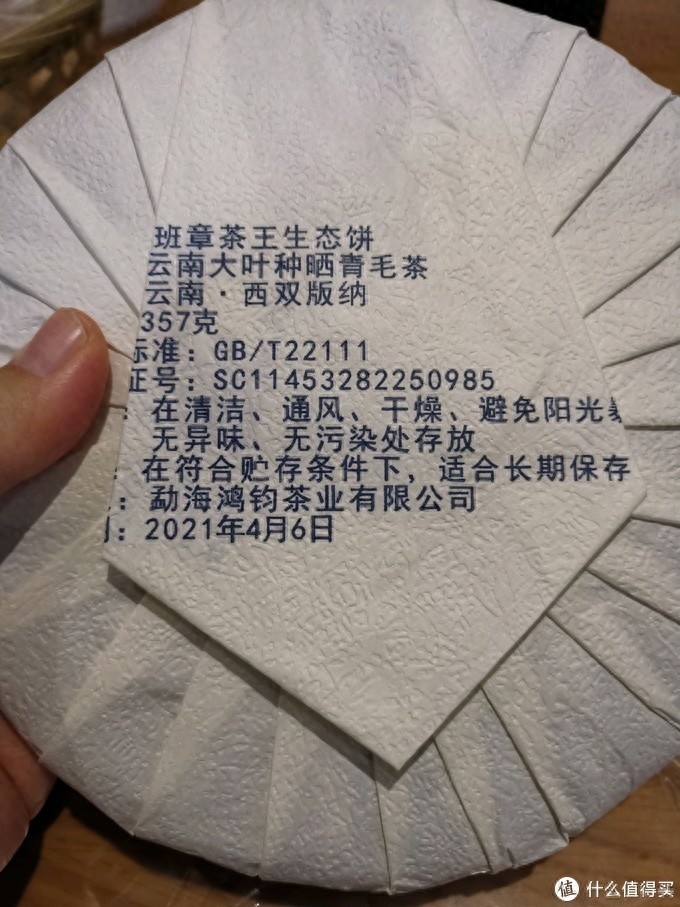 班章茶王生态饼
云南大叶种晒青毛茶
云南·西双版纳
357克
标准：GB/T22111
证号：SC11453282250985
：在清洁、通风、干燥、避免阳光
无异味、无污染处存放
：在符合贮存条件下，适合长期保存
：勐海鸿钧茶业有限公司
：2021年4月6日
值 什么值得买